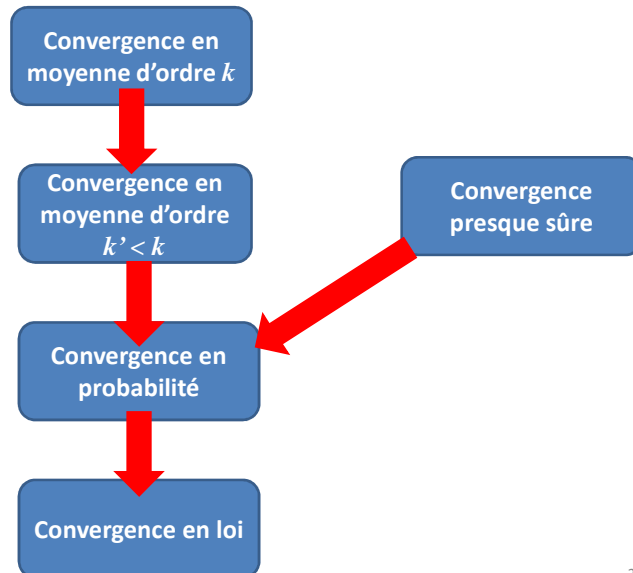 Convergence en
moyenne d'ordre k
Convergence en
moyenne d'ordre
k' < k
Convergence
presque sûre
Convergence en
probabilité
Convergence en loi